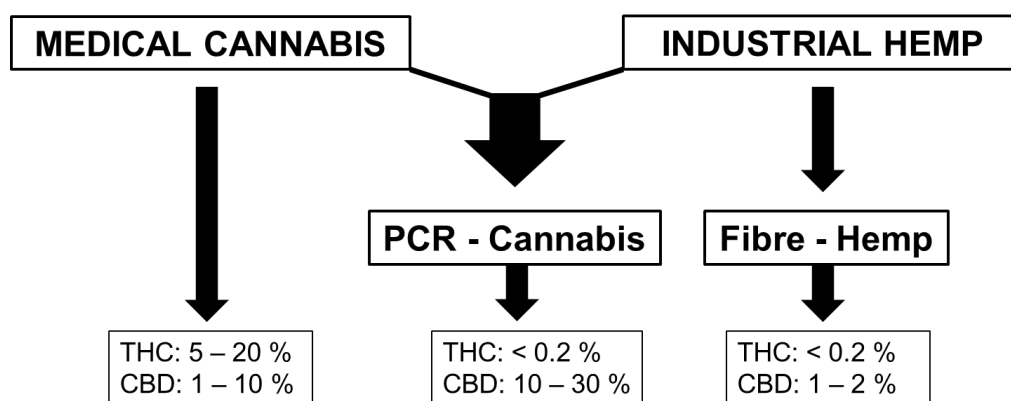 MEDICAL CANNABIS
INDUSTRIAL HEMP
PCR - Cannabis
Fibre - Hemp
THC: 5 – 20 %
CBD: 1 – 10 %
THC: < 0.2 %
CBD: 10 – 30 %
THC: < 0.2 %
CBD: 1 – 2 %